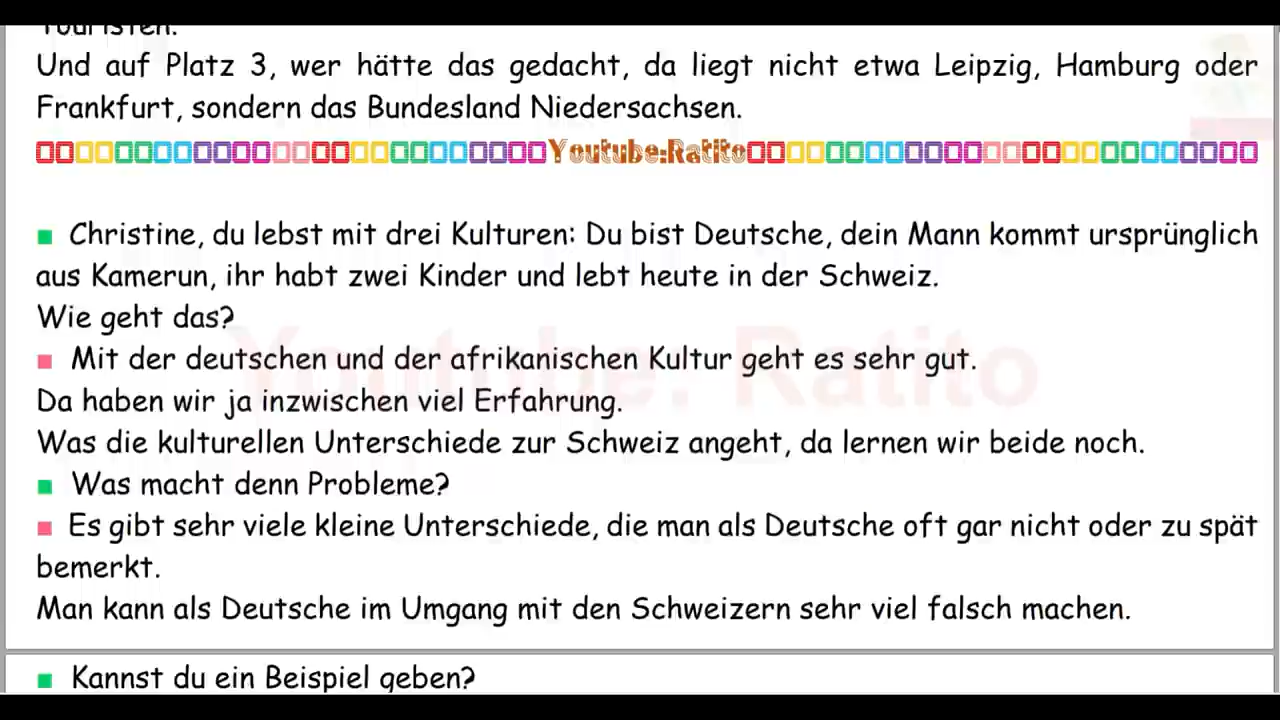 Touristen.
Und auf Platz 3, wer hätte das gedacht, da liegt nicht etwa Leipzig, Hamburg oder
Frankfurt, sondern das Bundesland Niedersachsen.
Youtube:Ratito
Christine, du lebst mit drei Kulturen: Du bist Deutsche, dein Mann kommt ursprünglich
aus Kamerun, ihr habt zwei Kinder und lebt heute in der Schweiz.
Wie geht das?
Youtube: Ratito
Mit der deutschen und der afrikanischen Kultur geht es sehr gut.
Da haben wir ja inzwischen viel Erfahrung.
Was die kulturellen Unterschiede zur Schweiz angeht, da lernen wir beide noch.
Was macht denn Probleme?
Es gibt sehr viele kleine Unterschiede, die man als Deutsche oft gar nicht oder zu spät
bemerkt.
Man kann als Deutsche im Umgang mit den Schweizern sehr viel falsch machen.
Kannst du ein Beispiel geben?